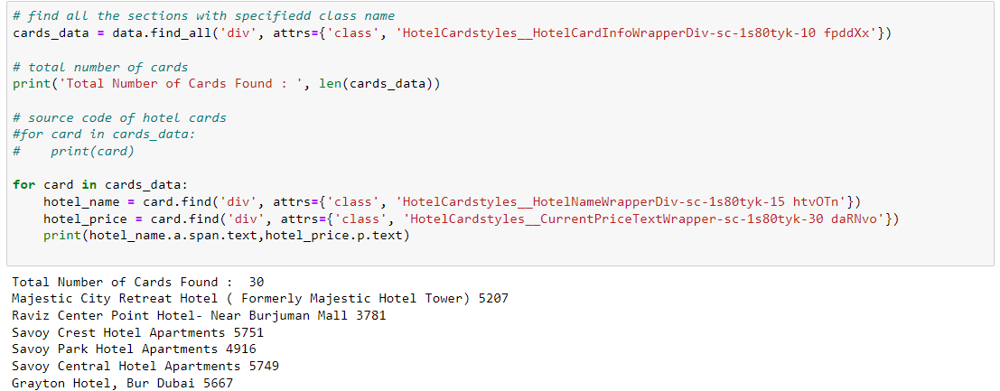 # find all the sections with specifiedd class name
cards_data = data.find_all('div', attrs={'class', 'HotelCardstyles__HotelCardInfoWrapperDiv-sc-1s80tyk-10 fpddXx'})
# total number of cards
print('Total Number of Cards Found : ', len(cards_data))
# source code of hotel cards
#for card in cards_data:
#    print(card)
for card in cards_data:
    hotel_name = card.find('div', attrs={'class', 'HotelCardstyles__HotelNameWrapperDiv-sc-1s80tyk-15 htvOTn'})
    hotel_price = card.find('div', attrs={'class', 'HotelCardstyles__CurrentPriceTextWrapper-sc-1s80tyk-30 daRNvo'})
    print(hotel_name.a.span.text,hotel_price.p.text)
Total Number of Cards Found :  30
Majestic City Retreat Hotel ( Formerly Majestic Hotel Tower) 5207
Raviz Center Point Hotel- Near Burjuman Mall 3781
Savoy Crest Hotel Apartments 5751
Savoy Park Hotel Apartments 4916
Savoy Central Hotel Apartments 5749
Grayton Hotel, Bur Dubai 5667